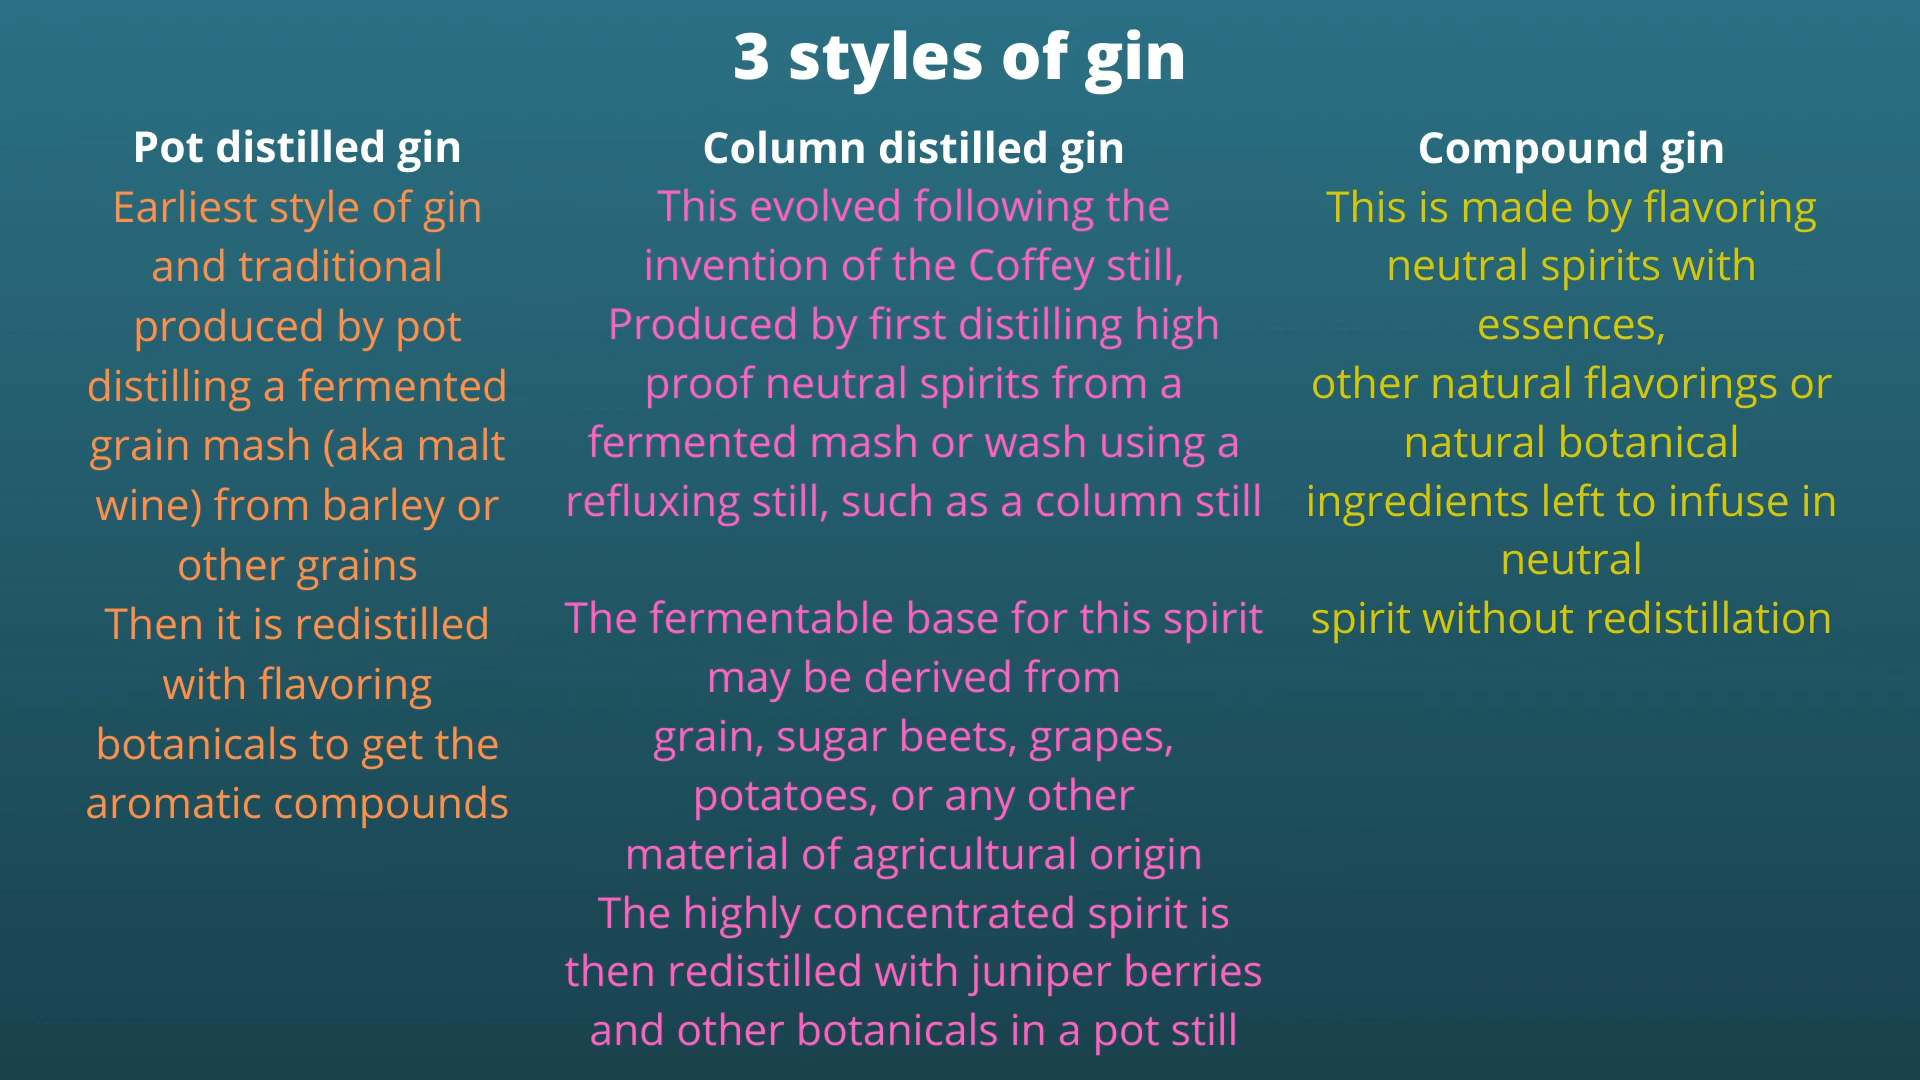 3 styles of gin
Pot distilled gin
Earliest style of gin
and traditional
produced by pot
distilling a fermented
grain mash (aka malt
wine) from barley or
other grains
Then it is redistilled
with flavoring
botanicals to get the
aromatic compounds
Column distilled gin
This evolved following the
invention of the Coffey still,
Produced by first distilling high
proof neutral spirits from a
fermented mash or wash using a
refluxing still, such as a column still
The fermentable base for this spirit
may be derived from
grain, sugar beets, grapes,
potatoes, or any other
material of agricultural origin
The highly concentrated spirit is
then redistilled with juniper berries
and other botanicals in a pot still
Compound gin
This is made by flavoring
neutral spirits with
essences,
other natural flavorings or
natural botanical
ingredients left to infuse in
neutral
spirit without redistillation